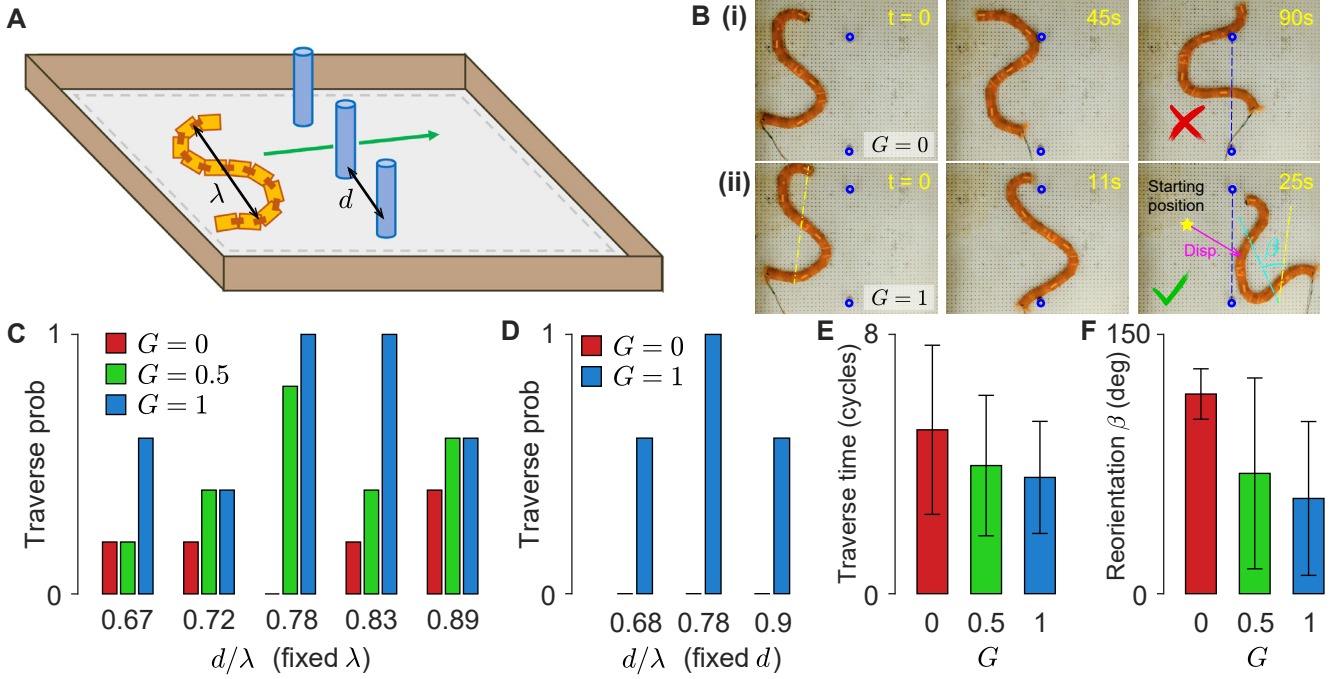 A
λ
d
B (i)
t = 0
45s
90s
G = 0
(ii)
t = 0
11s
25s
Starting
position
Disp.
β
G = 1
C
Traverse prob
1
0
G = 0
G = 0.5
G = 1
0.67 0.72 0.78 0.83 0.89
d/λ (fixed λ)
D
Traverse prob
1
0
G = 0
G = 1
0.68 0.78 0.9
d/λ (fixed d)
E
Traverse time (cycles)
8
0
0 0.5 1
G
F
Reorientation β (deg)
150
0
0 0.5 1
G